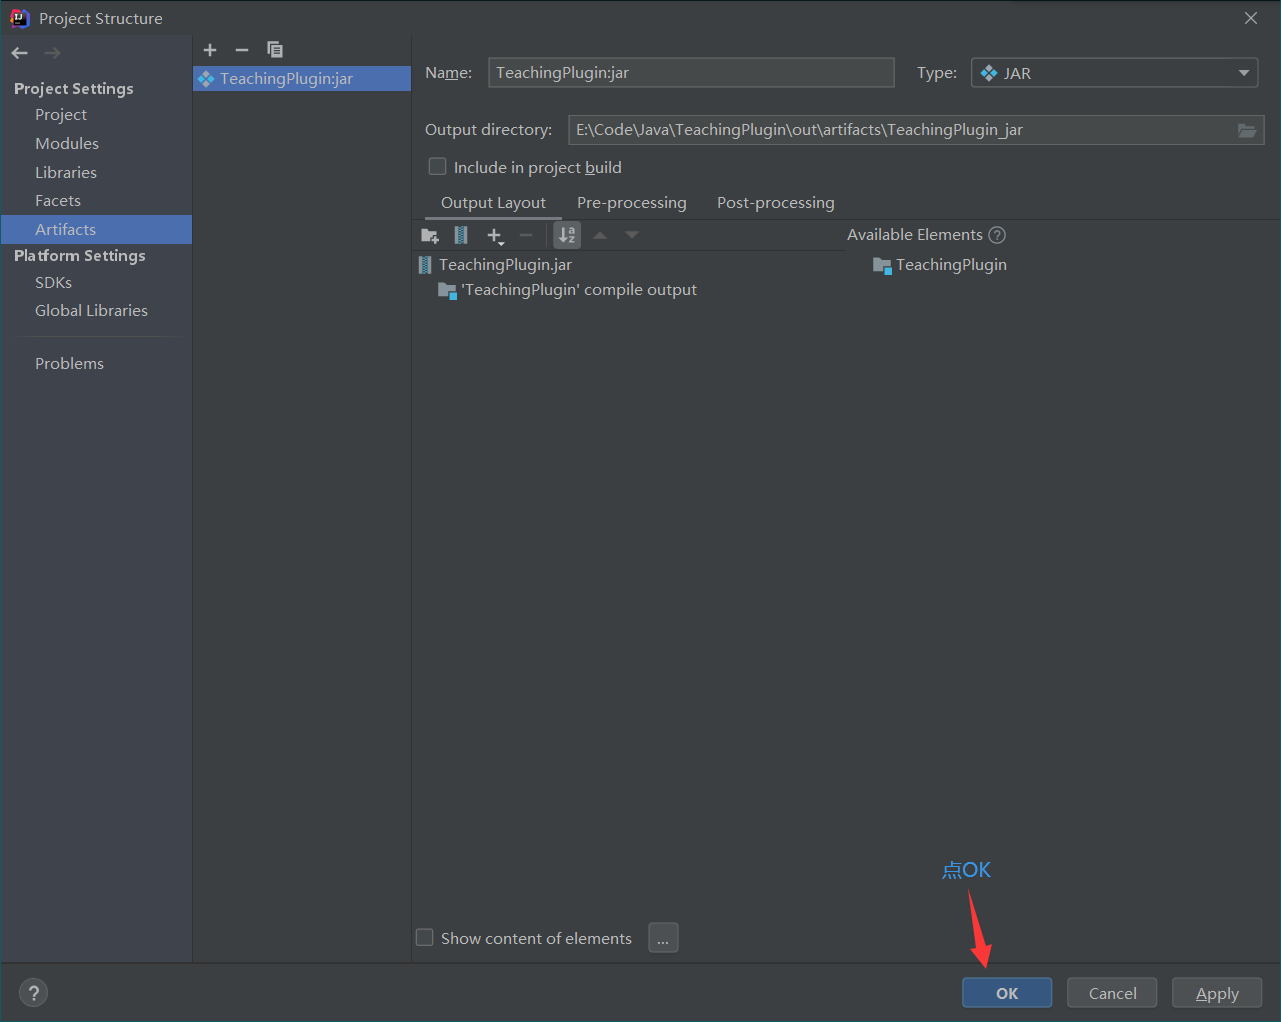 Project Structure
Project Settings
Project
Modules
Libraries
Facets
Artifacts
Platform Settings
SDKs
Global Libraries
Problems
TeachingPlugin:jar
Name: TeachingPlugin:jar Type: JAR
Output directory: E:\Code\Java\TeachingPlugin\out\artifacts\TeachingPlugin_jar
Include in project build
Output Layout Pre-processing Post-processing
Available Elements ?
TeachingPlugin.jar
'TeachingPlugin' compile output
TeachingPlugin
点OK
Show content of elements ...
? OK Cancel Apply